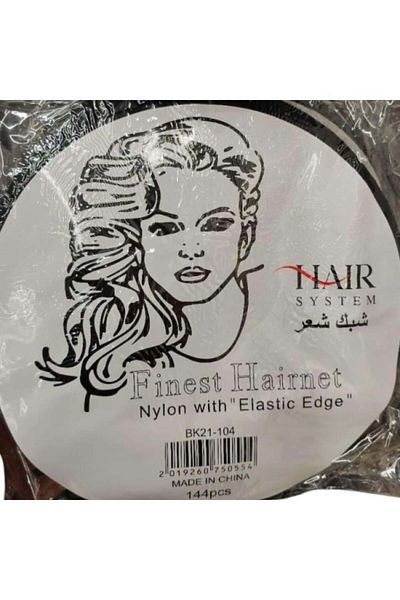 HAIR
SYSTEM
شبك شعر
Finest Hairnet
Nylon with "Elastic Edge"
BK21-104
2 019260 750554
MADE IN CHINA
144pcs